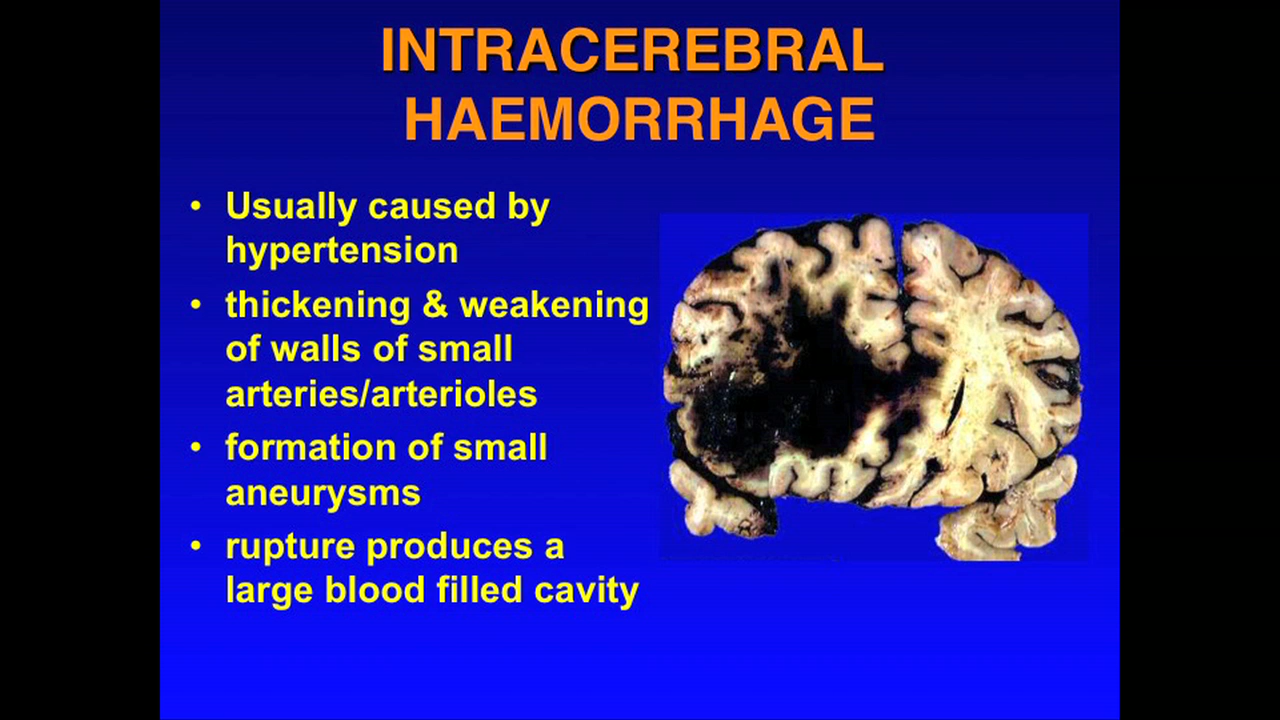 INTRACEREBRAL
HAEMORRHAGE
• Usually caused by
hypertension
• thickening & weakening
of walls of small
arteries/arterioles
• formation of small
aneurysms
• rupture produces a
large blood filled cavity